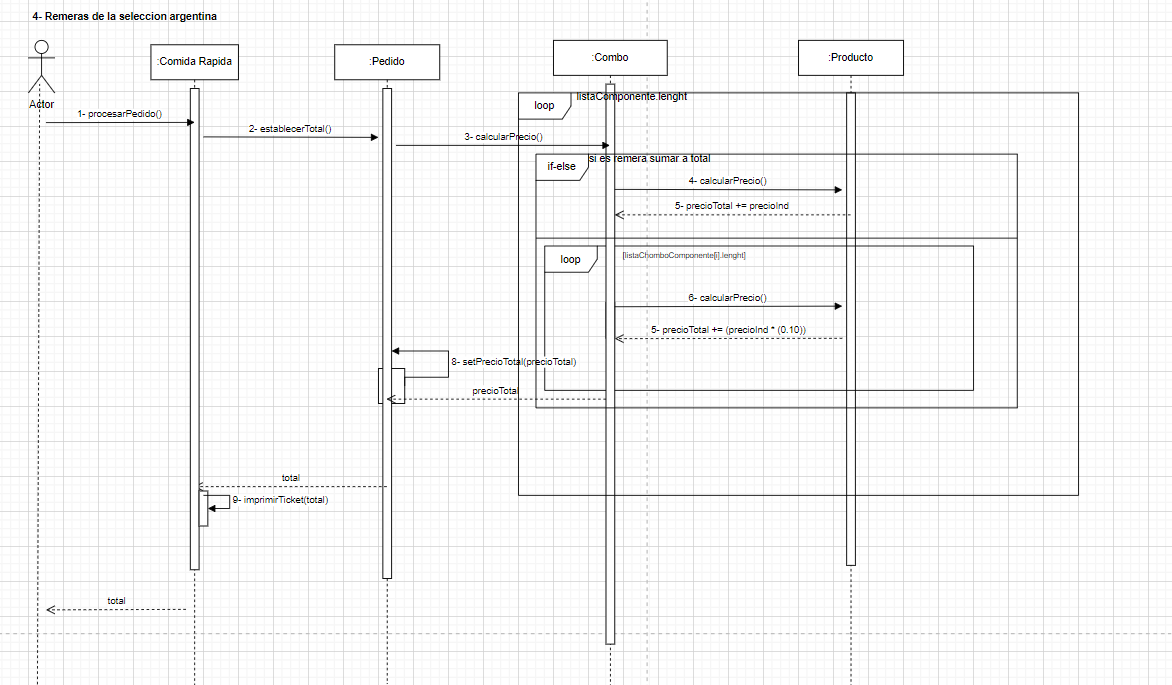 4- Remeras de la seleccion argentina
:Comida Rapida
:Pedido
:Combo
:Producto
Actor
loop
listaComponente.lenght
1- procesarPedido()
2- establecerTotal()
3- calcularPrecio()
if-else
si es remera sumar a total
4- calcularPrecio()
5- precioTotal += precioInd
loop
[listaChomboComponente[i].lenght]
6- calcularPrecio()
5- precioTotal += (precioInd * (0.10))
8- setPrecioTotal(precioTotal)
precioTotal
total
9- imprimirTicket(total)
total